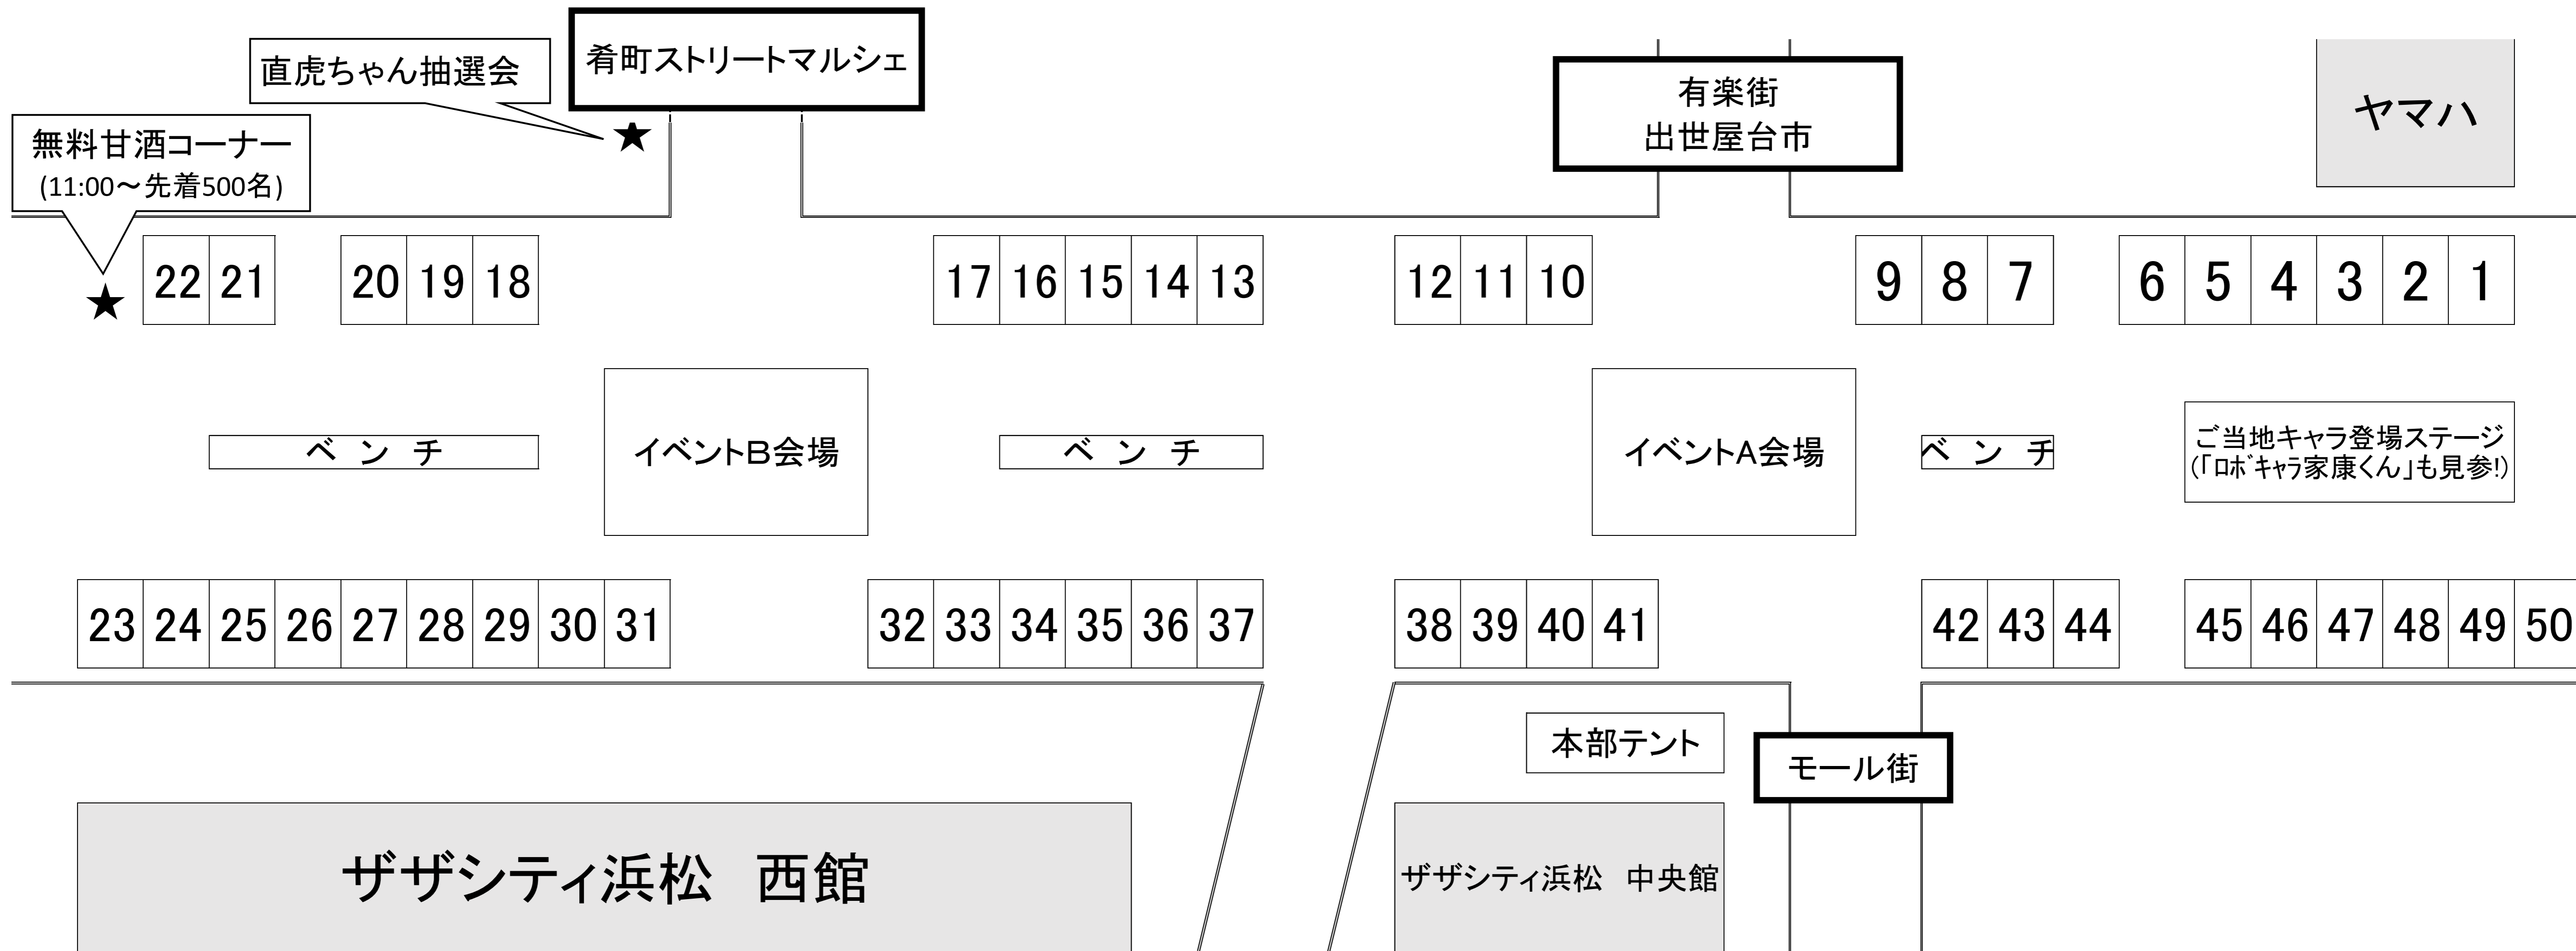 肴町ストリートマルシェ
直虎ちゃん抽選会
★
有楽街
出世屋台市
ヤマハ
無料甘酒コーナー
(11:00～先着500名)
★
22 21 20 19 18 17 16 15 14 13 12 11 10 9 8 7 6 5 4 3 2 1
ベンチ
イベントB会場
ベンチ
イベントA会場
ベンチ
ご当地キャラ登場ステージ
(「ロボキャラ家康くん」も見参!)
23 24 25 26 27 28 29 30 31 32 33 34 35 36 37 38 39 40 41 42 43 44 45 46 47 48 49 50
本部テント
モール街
ザザシティ浜松　西館
ザザシティ浜松　中央館